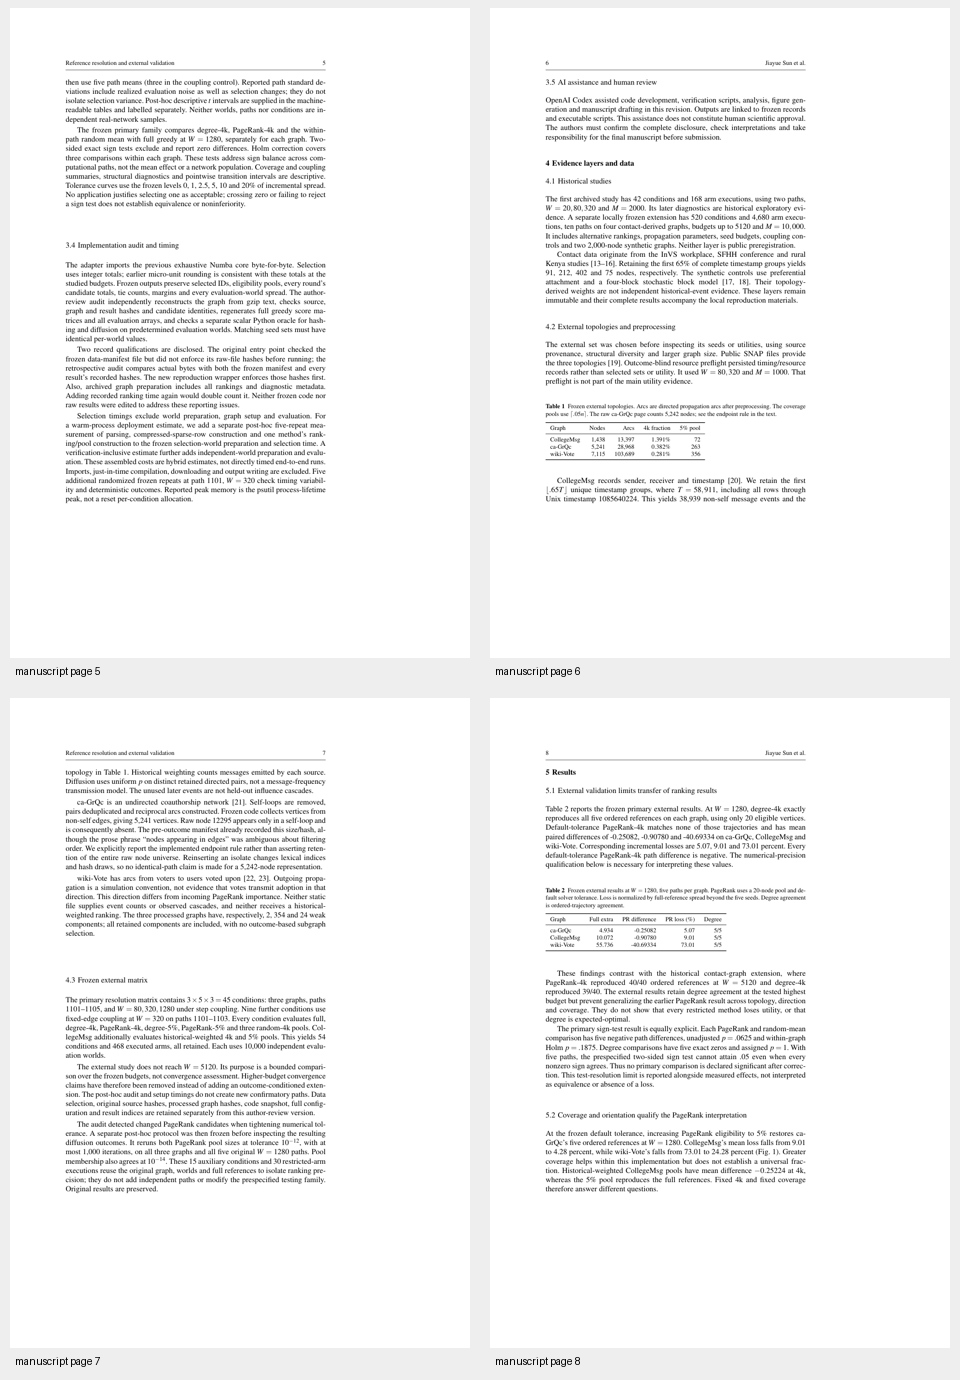 Reference resolution and external validation 5
then use five path means (three in the coupling control). Reported path standard de-
viations include realized evaluation noise as well as selection changes; they do not
isolate selection variance. Post-hoc descriptive t intervals are supplied in the machine-
readable tables and labelled separately. Neither worlds, paths nor conditions are in-
dependent real-network samples.
The frozen primary family compares degree-4k, PageRank-4k and the within-
path random mean with full greedy at W = 1280, separately for each graph. Two-
sided exact sign tests exclude and report zero differences. Holm correction covers
three comparisons within each graph. These tests address sign balance across com-
putational paths, not the mean effect or a network population. Coverage and coupling
summaries, structural diagnostics and pointwise transition intervals are descriptive.
Tolerance curves use the frozen levels 0, 1, 2.5, 5, 10 and 20% of incremental spread.
No application justifies selecting one as acceptable; crossing zero or failing to reject
a sign test does not establish equivalence or noninferiority.
3.4 Implementation audit and timing
The adapter imports the previous exhaustive Numba core byte-for-byte. Selection
uses integer totals; earlier micro-unit rounding is consistent with these totals at the
studied budgets. Frozen outputs preserve selected IDs, eligibility pools, every round's
candidate totals, tie counts, margins and every evaluation-world spread. The author-
review audit independently reconstructs the graph from gzip text, checks source,
graph and result hashes and candidate identities, regenerates full greedy score ma-
trices and all evaluation arrays, and checks a separate scalar Python oracle for hash-
ing and diffusion on predetermined evaluation worlds. Matching seed sets must have
identical per-world values.
Two record qualifications are disclosed. The original entry point checked the
frozen data-manifest file but did not enforce its raw-file hashes before running; the
retrospective audit compares actual bytes with both the frozen manifest and every
result's recorded hashes. The new reproduction wrapper enforces those hashes first.
Also, archived graph preparation includes all rankings and diagnostic metadata.
Adding recorded ranking time again would double count it. Neither frozen code nor
raw results were edited to address these reporting issues.
Selection timings exclude world preparation, graph setup and evaluation. For
a warm-process deployment estimate, we add a separate post-hoc five-repeat mea-
surement of parsing, compressed-sparse-row construction and one method's rank-
ing/pool construction to the frozen selection-world preparation and selection time. A
verification-inclusive estimate further adds independent-world preparation and evalu-
ation. These assembled costs are hybrid estimates, not directly timed end-to-end runs.
Imports, just-in-time compilation, downloading and output writing are excluded. Five
additional randomized frozen repeats at path 1101, W = 320 check timing variabil-
ity and deterministic outcomes. Reported peak memory is the psutil process-lifetime
peak, not a reset per-condition allocation.
manuscript page 5
6 Jiayue Sun et al.
3.5 AI assistance and human review
OpenAI Codex assisted code development, verification scripts, analysis, figure gen-
eration and manuscript drafting in this revision. Outputs are linked to frozen records
and executable scripts. This assistance does not constitute human scientific approval.
The authors must confirm the complete disclosure, check interpretations and take
responsibility for the final manuscript before submission.
4 Evidence layers and data
4.1 Historical studies
The first archived study has 42 conditions and 168 arm executions, using two paths,
W = 20,80,320 and M = 2000. Its later diagnostics are historical exploratory evi-
dence. A separate locally frozen extension has 520 conditions and 4,680 arm execu-
tions, ten paths on four contact-derived graphs, budgets up to 5120 and M = 10,000.
It includes alternative rankings, propagation parameters, seed budgets, coupling con-
trols and two 2,000-node synthetic graphs. Neither layer is public preregistration.
Contact data originate from the InVS workplace, SFHH conference and rural
Kenya studies [13–16]. Retaining the first 65% of complete timestamp groups yields
91, 212, 402 and 75 nodes, respectively. The synthetic controls use preferential
attachment and a four-block stochastic block model [17, 18]. Their topology-
derived weights are not independent historical-event evidence. These layers remain
immutable and their complete results accompany the local reproduction materials.
4.2 External topologies and preprocessing
The external set was chosen before inspecting its seeds or utilities, using source
provenance, structural diversity and larger graph size. Public SNAP files provide
the three topologies [19]. Outcome-blind resource preflight persisted timing/resource
records rather than selected sets or utility. It used W = 80,320 and M = 1000. That
preflight is not part of the main utility evidence.
Table 1 Frozen external topologies. Arcs are directed propagation arcs after preprocessing. The coverage
pools use ⌈.05n⌉. The raw ca-GrQc page counts 5,242 nodes; see the endpoint rule in the text.
Graph Nodes Arcs 4k fraction 5% pool
CollegeMsg 1,438 13,397 1.391% 72
ca-GrQc 5,241 28,968 0.382% 263
wiki-Vote 7,115 103,689 0.281% 356
CollegeMsg records sender, receiver and timestamp [20]. We retain the first
⌊.65T⌋ unique timestamp groups, where T = 58,911, including all rows through
Unix timestamp 1085640224. This yields 38,939 non-self message events and the
manuscript page 6
Reference resolution and external validation 7
topology in Table 1. Historical weighting counts messages emitted by each source.
Diffusion uses uniform p on distinct retained directed pairs, not a message-frequency
transmission model. The unused later events are not held-out influence cascades.
ca-GrQc is an undirected coauthorship network [21]. Self-loops are removed,
pairs deduplicated and reciprocal arcs constructed. Frozen code collects vertices from
non-self edges, giving 5,241 vertices. Raw node 12295 appears only in a self-loop and
is consequently absent. The pre-outcome manifest already recorded this size/hash, al-
though the prose phrase “nodes appearing in edges” was ambiguous about filtering
order. We explicitly report the implemented endpoint rule rather than asserting reten-
tion of the entire raw node universe. Reinserting an isolate changes lexical indices
and hash draws, so no identical-path claim is made for a 5,242-node representation.
wiki-Vote has arcs from voters to users voted upon [22, 23]. Outgoing propa-
gation is a simulation convention, not evidence that votes transmit adoption in that
direction. This direction differs from incoming PageRank importance. Neither static
file supplies event counts or observed cascades, and neither receives a historical-
weighted ranking. The three processed graphs have, respectively, 2, 354 and 24 weak
components; all retained components are included, with no outcome-based subgraph
selection.
4.3 Frozen external matrix
The primary resolution matrix contains 3 × 5 × 3 = 45 conditions: three graphs, paths
1101–1105, and W = 80,320,1280 under step coupling. Nine further conditions use
fixed-edge coupling at W = 320 on paths 1101–1103. Every condition evaluates full,
degree-4k, PageRank-4k, degree-5%, PageRank-5% and three random-4k pools. Col-
legeMsg additionally evaluates historical-weighted 4k and 5% pools. This yields 54
conditions and 468 executed arms, all retained. Each uses 10,000 independent evalu-
ation worlds.
The external study does not reach W = 5120. Its purpose is a bounded compari-
son over the frozen budgets, not convergence assessment. Higher-budget convergence
claims have therefore been removed instead of adding an outcome-conditioned exten-
sion. The post-hoc audit and setup timings do not create new confirmatory paths. Data
selection, original source hashes, processed graph hashes, code snapshot, full config-
uration and result indices are retained separately from this author-review version.
The audit detected changed PageRank candidates when tightening numerical tol-
erance. A separate post-hoc protocol was then frozen before inspecting the resulting
diffusion outcomes. It reruns both PageRank pool sizes at tolerance 10−12, with at
most 1,000 iterations, on all three graphs and all five original W = 1280 paths. Pool
membership also agrees at 10−14. These 15 auxiliary conditions and 30 restricted-arm
executions reuse the original graph, worlds and full references to isolate ranking pre-
cision; they do not add independent paths or modify the prespecified testing family.
Original results are preserved.
manuscript page 7
8 Jiayue Sun et al.
5 Results
5.1 External validation limits transfer of ranking results
Table 2 reports the frozen primary external results. At W = 1280, degree-4k exactly
reproduces all five ordered references on each graph, using only 20 eligible vertices.
Default-tolerance PageRank-4k matches none of those trajectories and has mean
paired differences of -0.25082, -0.90780 and -40.69334 on ca-GrQc, CollegeMsg and
wiki-Vote. Corresponding incremental losses are 5.07, 9.01 and 73.01 percent. Every
default-tolerance PageRank-4k path difference is negative. The numerical-precision
qualification below is necessary for interpreting these values.
Table 2 Frozen external results at W = 1280, five paths per graph. PageRank uses a 20-node pool and de-
fault solver tolerance. Loss is normalized by full-reference spread beyond the five seeds. Degree agreement
is ordered-trajectory agreement.
Graph Full extra PR difference PR loss (%) Degree
ca-GrQc 4.934 -0.25082 5.07 5/5
CollegeMsg 10.072 -0.90780 9.01 5/5
wiki-Vote 55.736 -40.69334 73.01 5/5
These findings contrast with the historical contact-graph extension, where
PageRank-4k reproduced 40/40 ordered references at W = 5120 and degree-4k
reproduced 39/40. The external results retain degree agreement at the tested highest
budget but prevent generalizing the earlier PageRank result across topology, direction
and coverage. They do not show that every restricted method loses utility, or that
degree is expected-optimal.
The primary sign-test result is equally explicit. Each PageRank and random-mean
comparison has five negative path differences, unadjusted p = .0625 and within-graph
Holm p = .1875. Degree comparisons have five exact zeros and assigned p = 1. With
five paths, the prespecified two-sided sign test cannot attain .05 even when every
nonzero sign agrees. Thus no primary comparison is declared significant after correc-
tion. This test-resolution limit is reported alongside measured effects, not interpreted
as equivalence or absence of a loss.
5.2 Coverage and orientation qualify the PageRank interpretation
At the frozen default tolerance, increasing PageRank eligibility to 5% restores ca-
GrQc's five ordered references at W = 1280. CollegeMsg's mean loss falls from 9.01
to 4.28 percent, while wiki-Vote's falls from 73.01 to 24.28 percent (Fig. 1). Greater
coverage helps within this implementation but does not establish a universal frac-
tion. Historical-weighted CollegeMsg pools have mean difference −0.25224 at 4k,
whereas the 5% pool reproduces the full references. Fixed 4k and fixed coverage
therefore answer different questions.
manuscript page 8